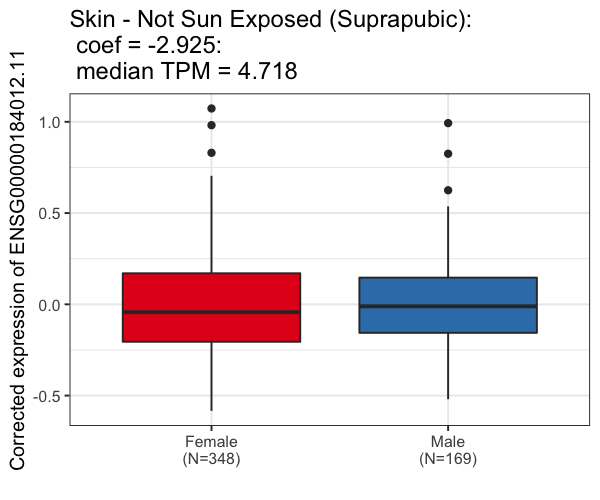 Skin - Not Sun Exposed (Suprapubic):
coef = -2.925:
median TPM = 4.718
Corrected expression of ENSG00000184012.11
1.0
0.5
0.0
-0.5
Female
(N=348)
Male
(N=169)